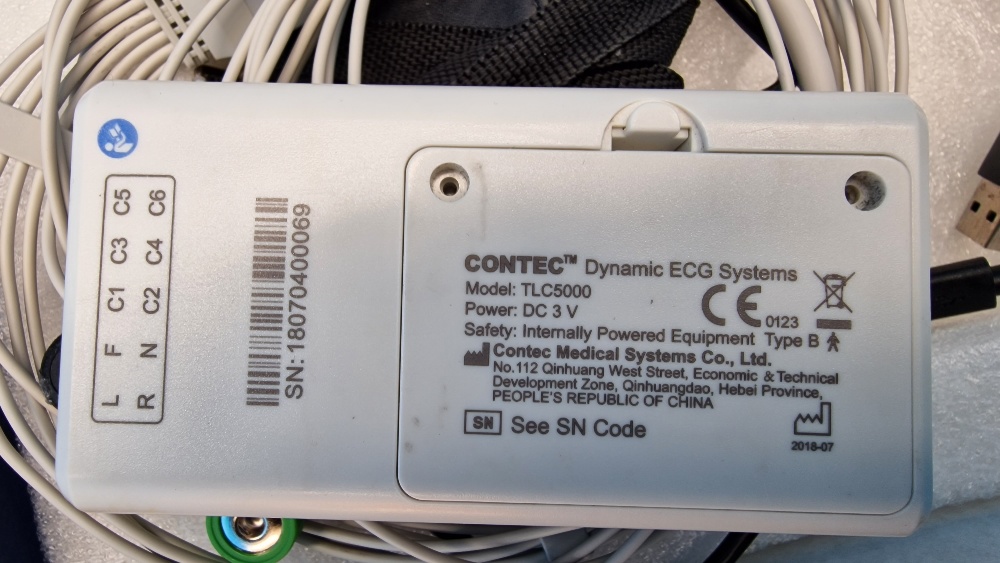 C5 C6
C3 C4
C1 C2
F N
L R
SN: 18070400069
CONTEC™ Dynamic ECG Systems
Model: TLC5000
Power: DC 3 V
CE 0123
Safety: Internally Powered Equipment Type B
Contec Medical Systems Co., Ltd.
No.112 Qinhuang West Street, Economic & Technical
Development Zone, Qinhuangdao, Hebei Province,
PEOPLE'S REPUBLIC OF CHINA
SN See SN Code
2018-07